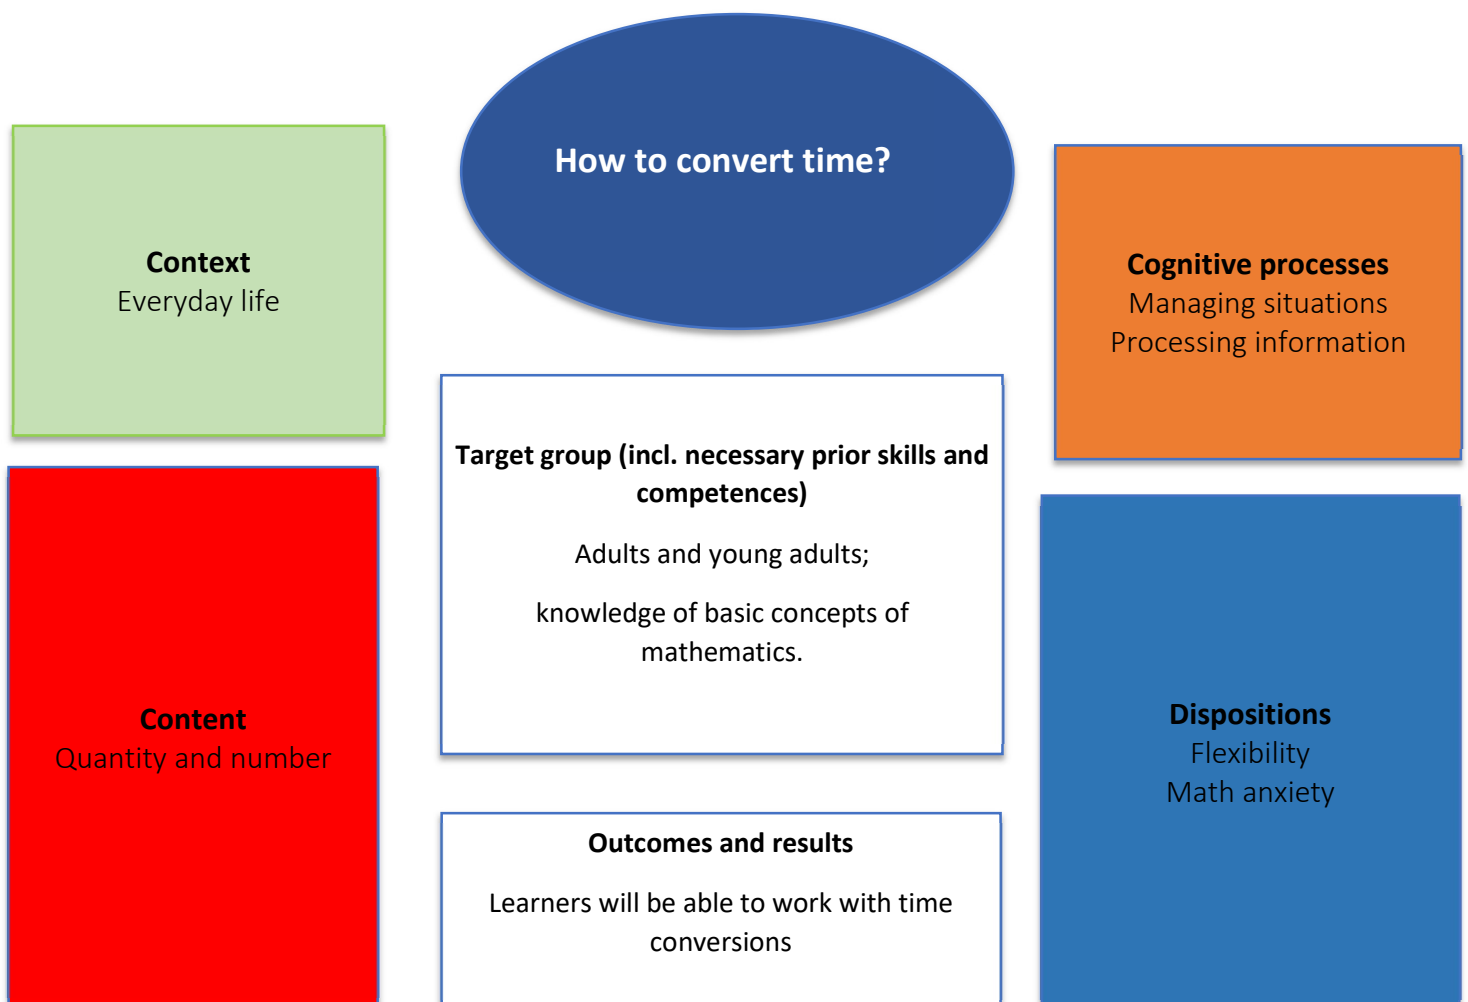 How to convert time?
Context
Everyday life
Cognitive processes
Managing situations
Processing information
Target group (incl. necessary prior skills and
competences)
Adults and young adults;
knowledge of basic concepts of
mathematics.
Content
Quantity and number
Dispositions
Flexibility
Math anxiety
Outcomes and results
Learners will be able to work with time
conversions